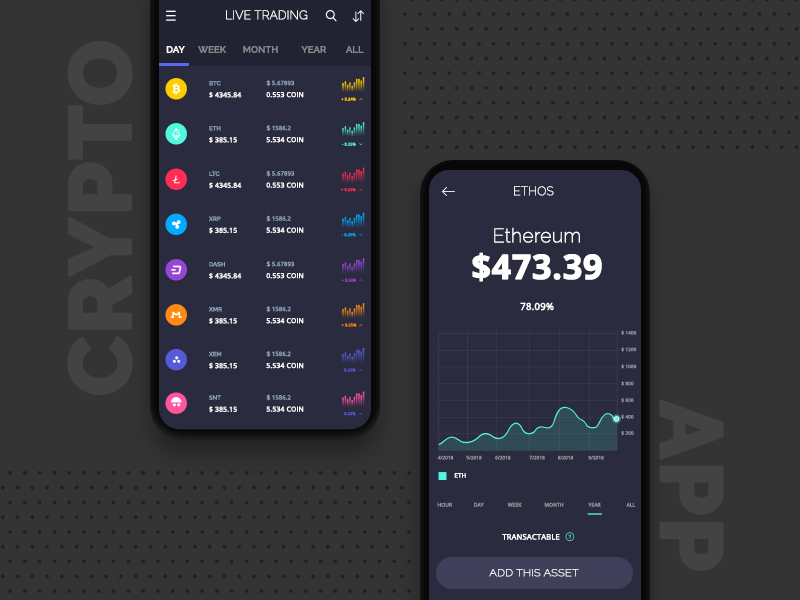 CRYPTO
LIVE TRADING
DAY WEEK MONTH YEAR ALL
BTC $ 5.67893
$ 4345.84 0.553 COIN
+ 0.24%
ETH $ 1586.2
$ 385.15 5.534 COIN
- 0.25%
LTC $ 5.67893
$ 4345.84 0.553 COIN
+ 0.24%
XRP $ 1586.2
$ 385.15 5.534 COIN
- 0.25%
DASH $ 5.67893
$ 4345.84 0.553 COIN
- 0.24%
XMR $ 1586.2
$ 385.15 5.534 COIN
+ 0.25%
XEM $ 1586.2
$ 385.15 5.534 COIN
0.25%
SNT $ 1586.2
$ 385.15 5.534 COIN
0.25%
ETHOS
Ethereum
$473.39
78.09%
$ 1400
$ 1200
$ 1000
$ 800
$ 600
$ 400
$ 200
4/2018 5/2018 6/2018 7/2018 8/2018 9/2018
ETH
HOUR DAY WEEK MONTH YEAR ALL
TRANSACTABLE ?
ADD THIS ASSET
APP